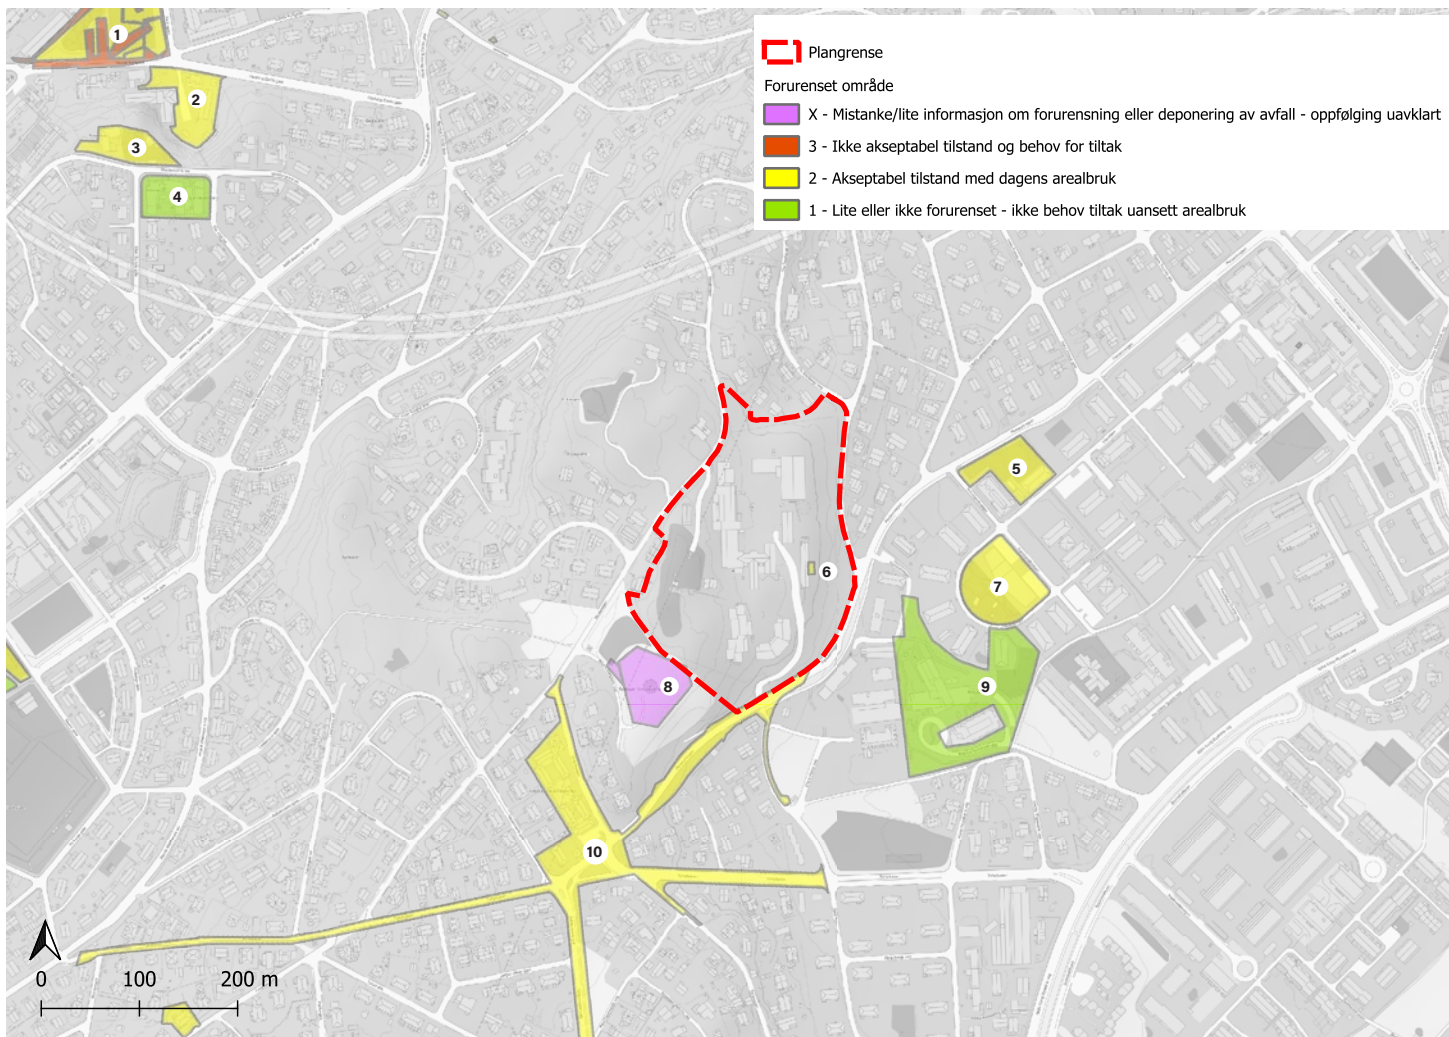 Plangrense
Forurenset område
X - Mistanke/lite informasjon om forurensning eller deponering av avfall - oppfølging uavklart
3 - Ikke akseptabel tilstand og behov for tiltak
2 - Akseptabel tilstand med dagens arealbruk
1 - Lite eller ikke forurenset - ikke behov tiltak uansett arealbruk
1
2
3
4
5
6
7
8
9
10
0 100 200 m